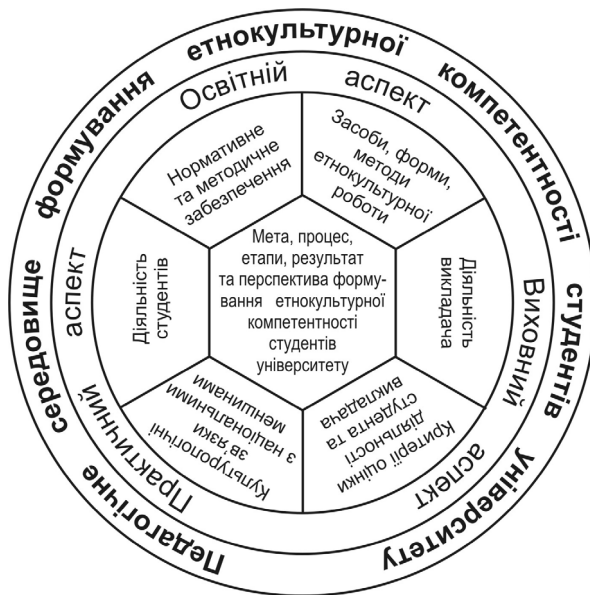 Педагогічне середовище формування етнокультурної компетентності студентів університету
Освітній аспект
Виховний аспект
Практичний аспект
Нормативне
та методичне
забезпечення
Засоби, форми,
методи
етнокультурної
роботи
Діяльність
викладача
Критерії оцінки
діяльності
студента та
викладача
Культурологічні
зв'язки
з національними
меншинами
Діяльність
студентів
Мета, процес,
етапи, результат
та перспектива форму-
вання етнокультурної
компетентності
студентів
університету